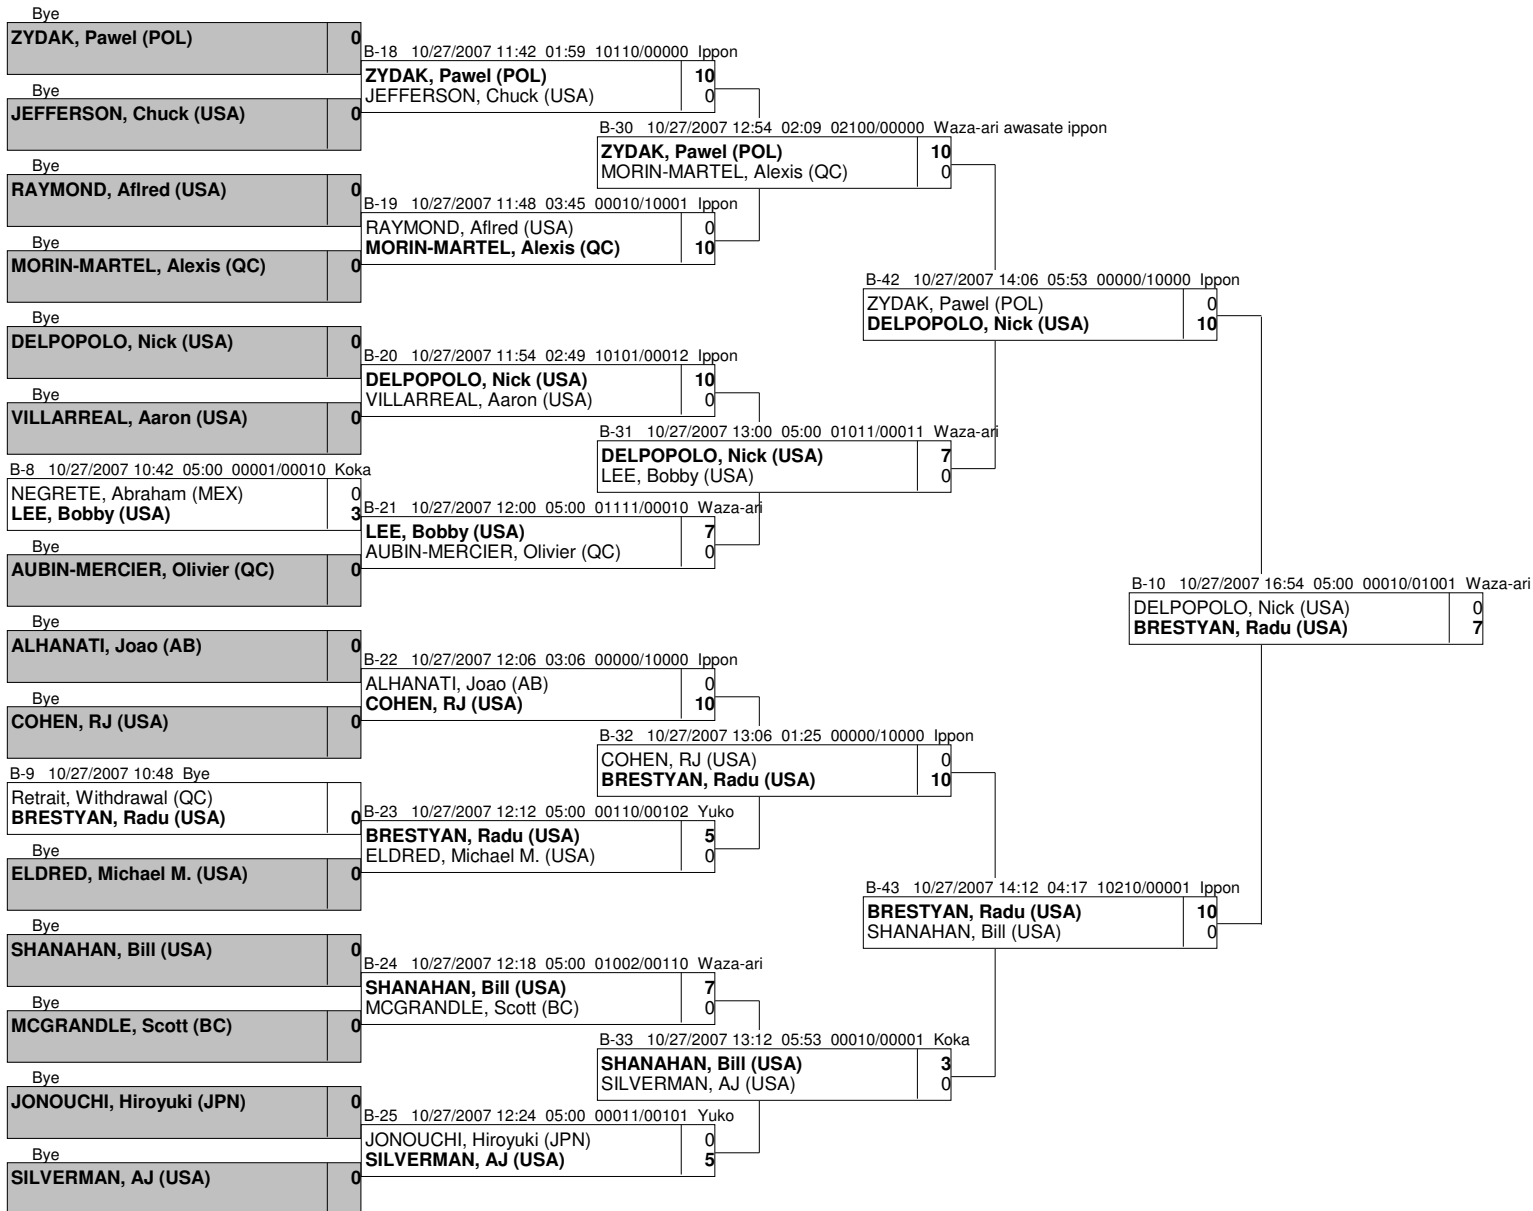 Bye
ZYDAK, Pawel (POL) 0
Bye
JEFFERSON, Chuck (USA) 0
Bye
RAYMOND, Aflred (USA) 0
Bye
MORIN-MARTEL, Alexis (QC) 0
Bye
DELPOPOLO, Nick (USA) 0
Bye
VILLARREAL, Aaron (USA) 0
B-8 10/27/2007 10:42 05:00 00001/00010 Koka
NEGRETE, Abraham (MEX) 0
LEE, Bobby (USA) 3
Bye
AUBIN-MERCIER, Olivier (QC) 0
Bye
ALHANATI, Joao (AB) 0
Bye
COHEN, RJ (USA) 0
B-9 10/27/2007 10:48 Bye
Retrait, Withdrawal (QC)
BRESTYAN, Radu (USA) 0
Bye
ELDRED, Michael M. (USA) 0
Bye
SHANAHAN, Bill (USA) 0
Bye
MCGRANDLE, Scott (BC) 0
Bye
JONOUCHI, Hiroyuki (JPN) 0
Bye
SILVERMAN, AJ (USA) 0
B-18 10/27/2007 11:42 01:59 10110/00000 Ippon
ZYDAK, Pawel (POL) 10
JEFFERSON, Chuck (USA) 0
B-19 10/27/2007 11:48 03:45 00010/10001 Ippon
RAYMOND, Aflred (USA) 0
MORIN-MARTEL, Alexis (QC) 10
B-20 10/27/2007 11:54 02:49 10101/00012 Ippon
DELPOPOLO, Nick (USA) 10
VILLARREAL, Aaron (USA) 0
B-21 10/27/2007 12:00 05:00 01111/00010 Waza-ari
LEE, Bobby (USA) 7
AUBIN-MERCIER, Olivier (QC) 0
B-22 10/27/2007 12:06 03:06 00000/10000 Ippon
ALHANATI, Joao (AB) 0
COHEN, RJ (USA) 10
B-23 10/27/2007 12:12 05:00 00110/00102 Yuko
BRESTYAN, Radu (USA) 5
ELDRED, Michael M. (USA) 0
B-24 10/27/2007 12:18 05:00 01002/00110 Waza-ari
SHANAHAN, Bill (USA) 7
MCGRANDLE, Scott (BC) 0
B-25 10/27/2007 12:24 05:00 00011/00101 Yuko
JONOUCHI, Hiroyuki (JPN) 0
SILVERMAN, AJ (USA) 5
B-30 10/27/2007 12:54 02:09 02100/00000 Waza-ari awasate ippon
ZYDAK, Pawel (POL) 10
MORIN-MARTEL, Alexis (QC) 0
B-31 10/27/2007 13:00 05:00 01011/00011 Waza-ari
DELPOPOLO, Nick (USA) 7
LEE, Bobby (USA) 0
B-32 10/27/2007 13:06 01:25 00000/10000 Ippon
COHEN, RJ (USA) 0
BRESTYAN, Radu (USA) 10
B-33 10/27/2007 13:12 05:53 00010/00001 Koka
SHANAHAN, Bill (USA) 3
SILVERMAN, AJ (USA) 0
B-42 10/27/2007 14:06 05:53 00000/10000 Ippon
ZYDAK, Pawel (POL) 0
DELPOPOLO, Nick (USA) 10
B-43 10/27/2007 14:12 04:17 10210/00001 Ippon
BRESTYAN, Radu (USA) 10
SHANAHAN, Bill (USA) 0
B-10 10/27/2007 16:54 05:00 00010/01001 Waza-ari
DELPOPOLO, Nick (USA) 0
BRESTYAN, Radu (USA) 7